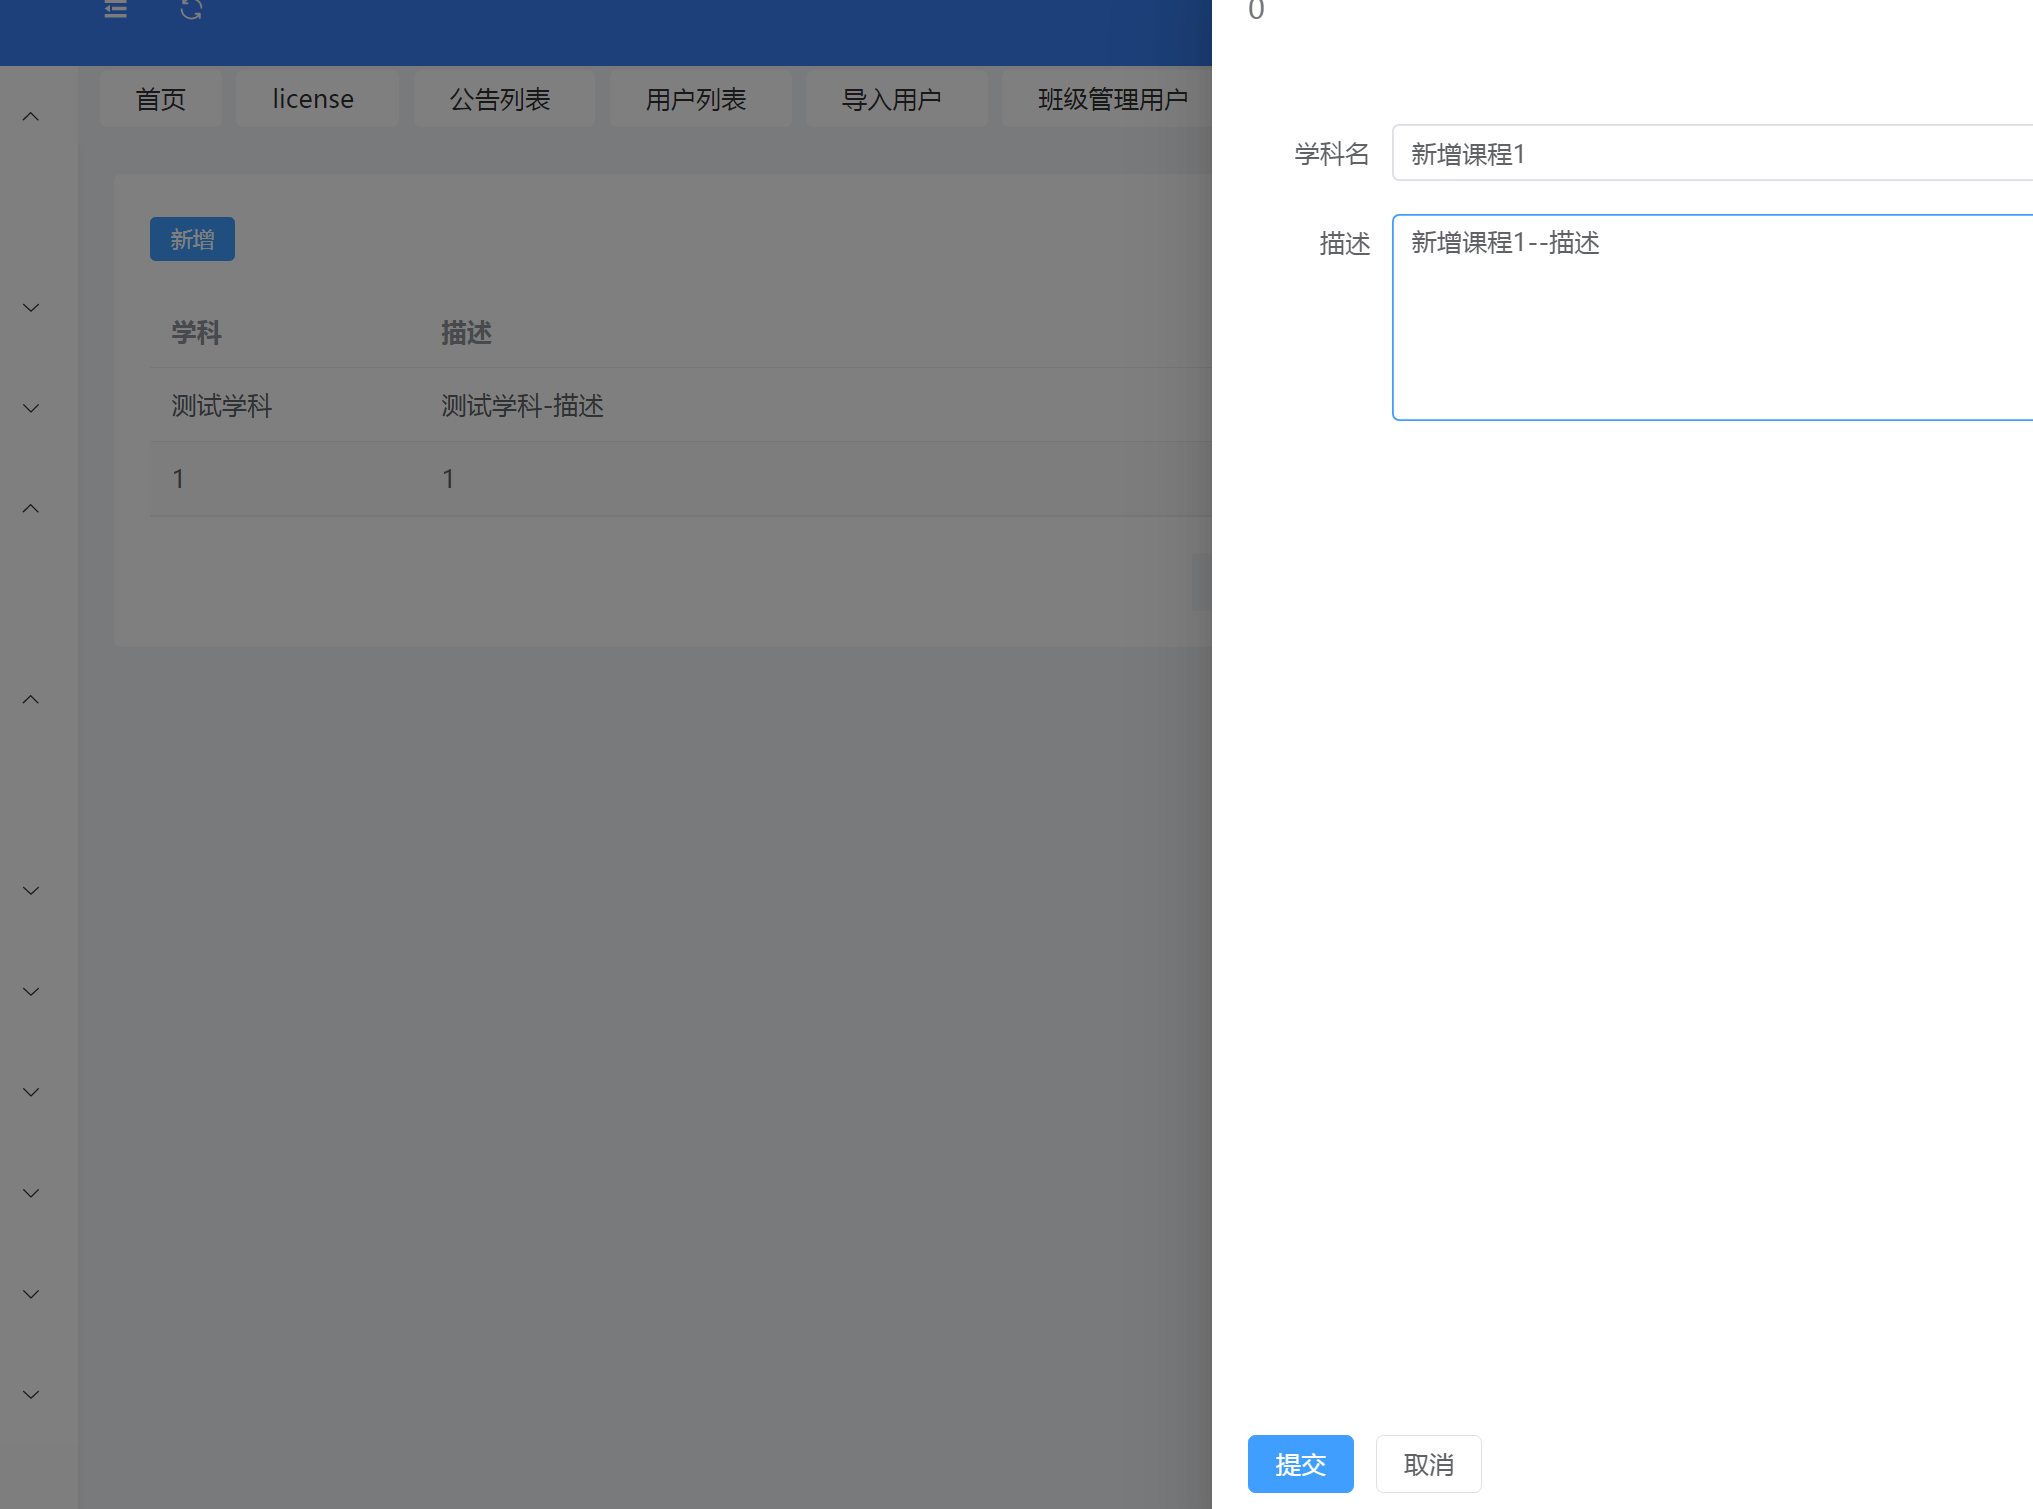 首页 license 公告列表 用户列表 导入用户 班级管理用户
新增
学科 描述
测试学科 测试学科-描述
1 1
0
学科名 新增课程1
描述 新增课程1--描述
提交 取消